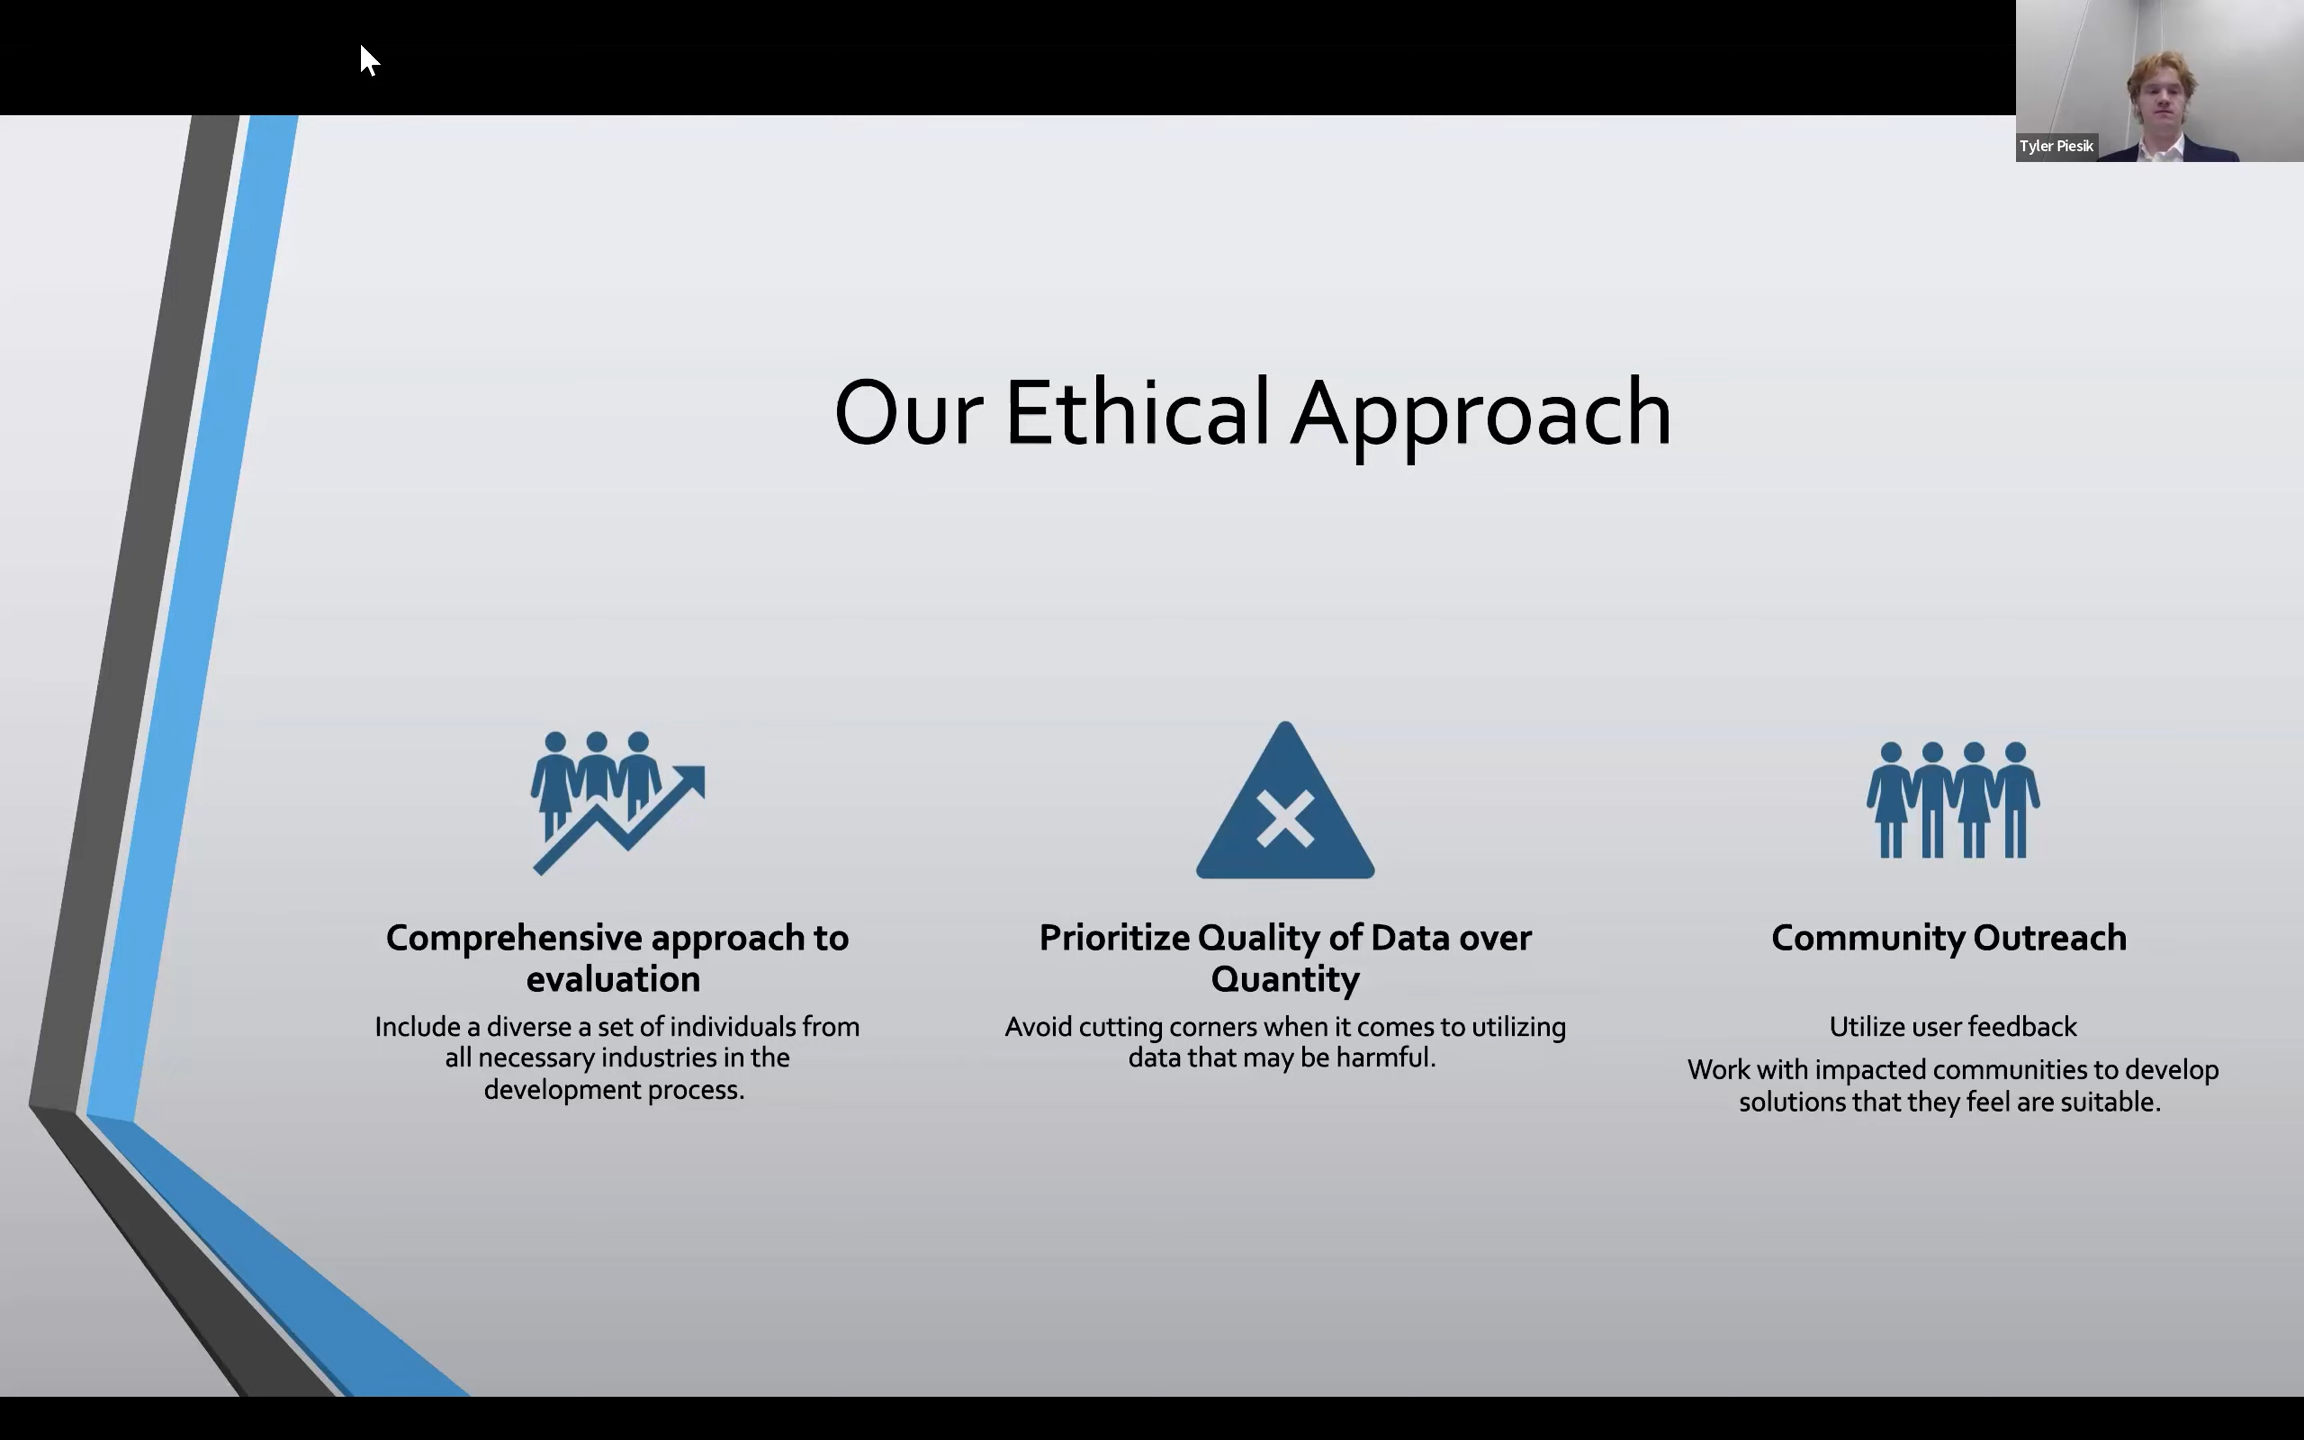 Tyler Piesik
Our Ethical Approach
Comprehensive approach to
evaluation
Include a diverse a set of individuals from
all necessary industries in the
development process.
Prioritize Quality of Data over
Quantity
Avoid cutting corners when it comes to utilizing
data that may be harmful.
Community Outreach
Utilize user feedback
Work with impacted communities to develop
solutions that they feel are suitable.